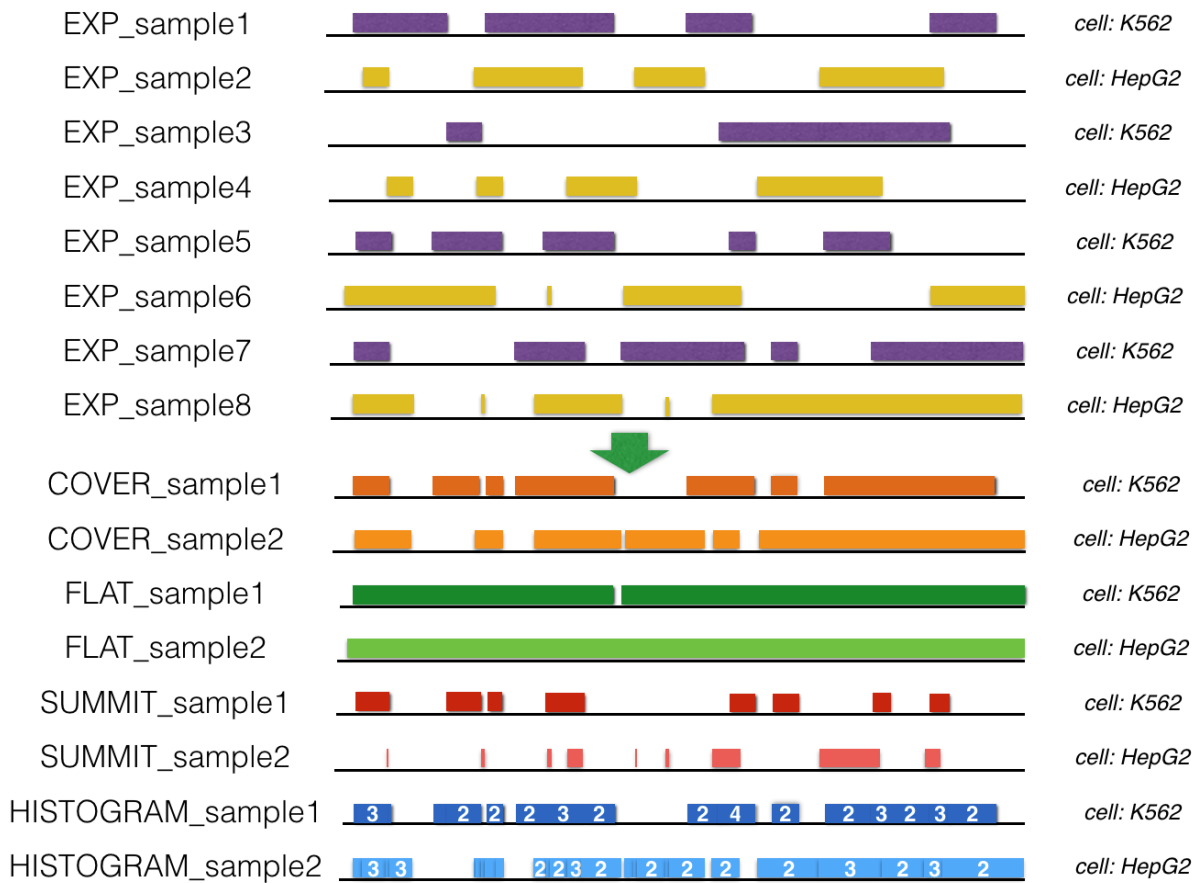 EXP_sample1 cell: K562
EXP_sample2 cell: HepG2
EXP_sample3 cell: K562
EXP_sample4 cell: HepG2
EXP_sample5 cell: K562
EXP_sample6 cell: HepG2
EXP_sample7 cell: K562
EXP_sample8 cell: HepG2
COVER_sample1 cell: K562
COVER_sample2 cell: HepG2
FLAT_sample1 cell: K562
FLAT_sample2 cell: HepG2
SUMMIT_sample1 cell: K562
SUMMIT_sample2 cell: HepG2
HISTOGRAM_sample1 3 2 2 2 3 2 2 4 2 2 3 2 3 2 cell: K562
HISTOGRAM_sample2 3 3 2 2 3 2 2 2 2 2 3 2 3 2 cell: HepG2